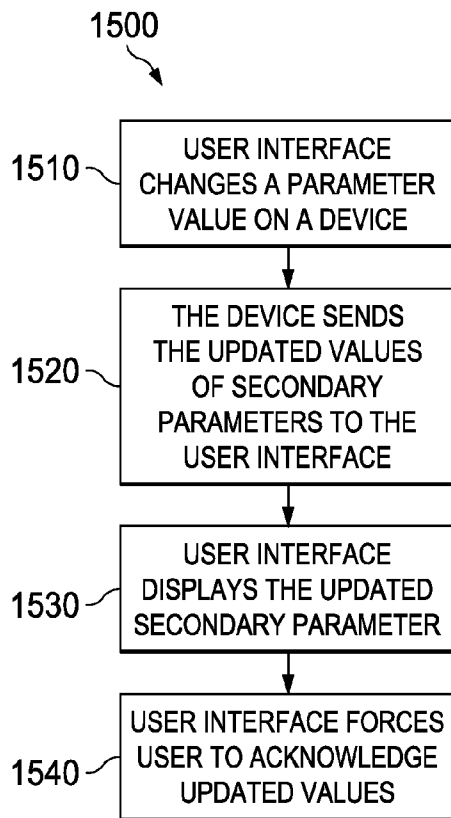 1500
1510
USER INTERFACE
CHANGES A PARAMETER
VALUE ON A DEVICE
1520
THE DEVICE SENDS
THE UPDATED VALUES
OF SECONDARY
PARAMETERS TO THE
USER INTERFACE
1530
USER INTERFACE
DISPLAYS THE UPDATED
SECONDARY PARAMETER
1540
USER INTERFACE FORCES
USER TO ACKNOWLEDGE
UPDATED VALUES